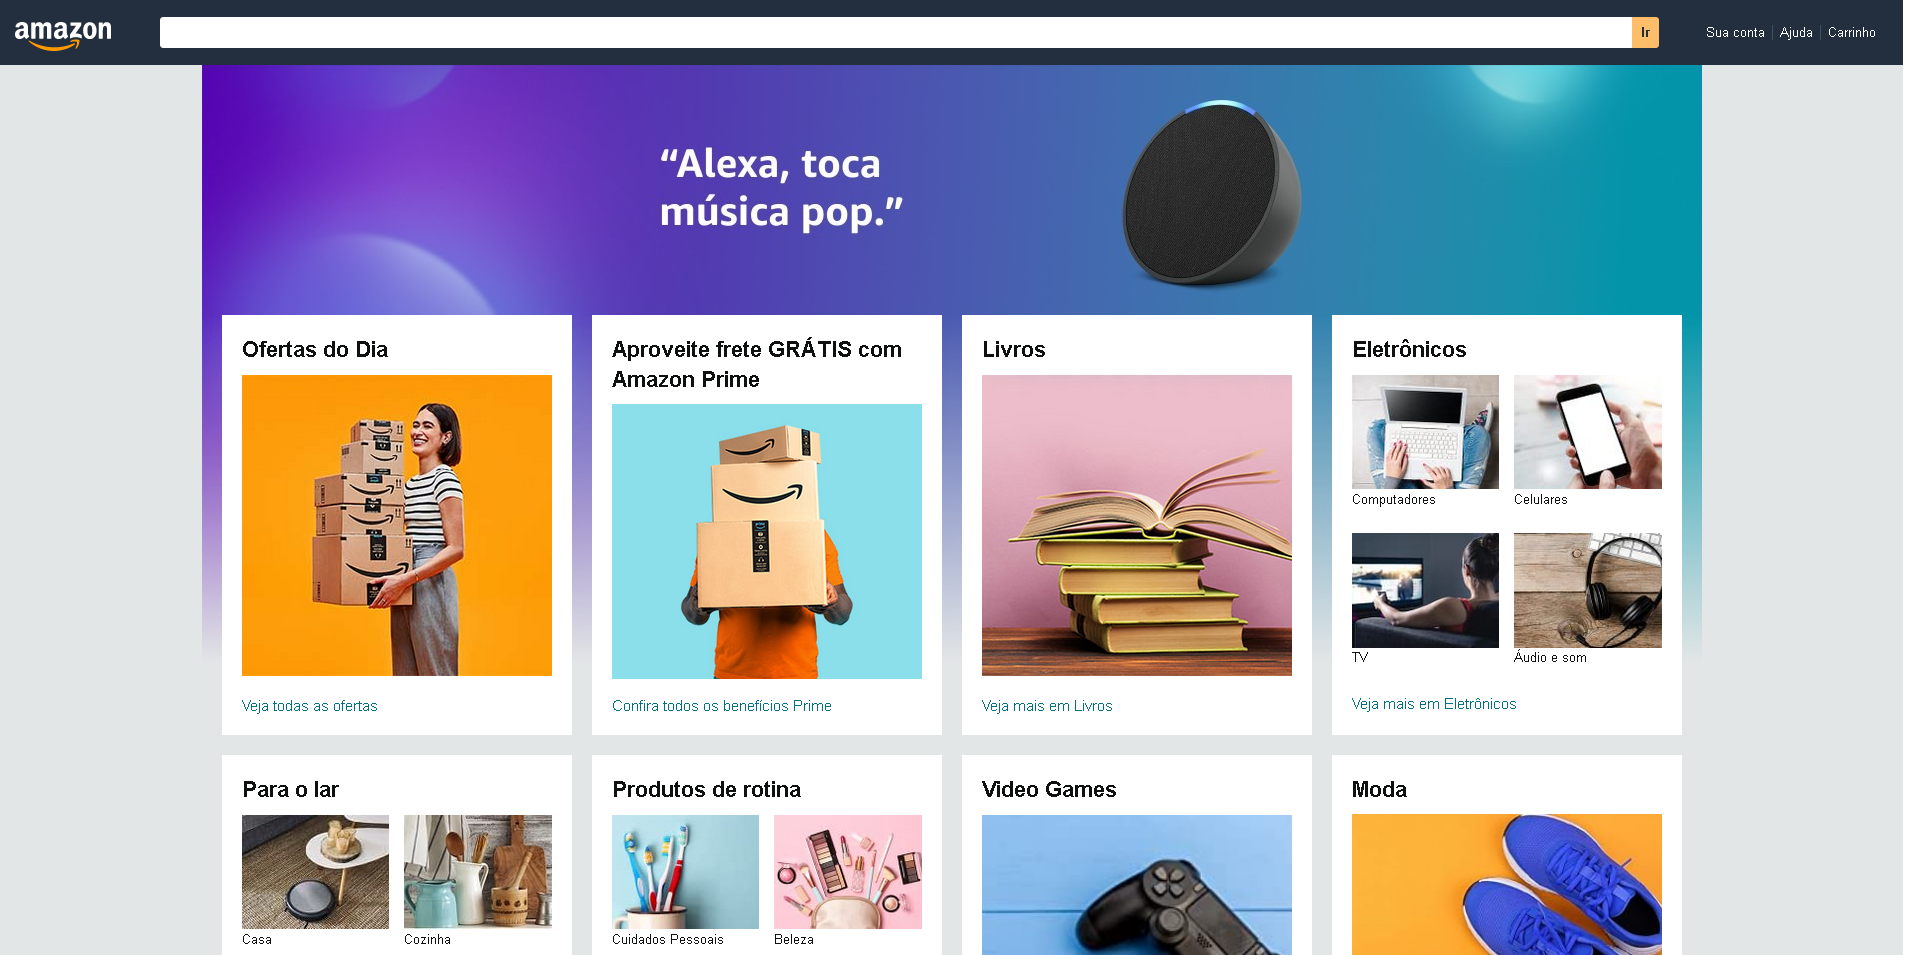 amazon
Ir
Sua conta
Ajuda
Carrinho
“Alexa, toca
música pop.”
Ofertas do Dia
Veja todas as ofertas
Aproveite frete GRÁTIS com
Amazon Prime
Confira todos os benefícios Prime
Livros
Veja mais em Livros
Eletrônicos
Computadores
Celulares
TV
Áudio e som
Veja mais em Eletrônicos
Para o lar
Casa
Cozinha
Produtos de rotina
Cuidados Pessoais
Beleza
Video Games
Moda